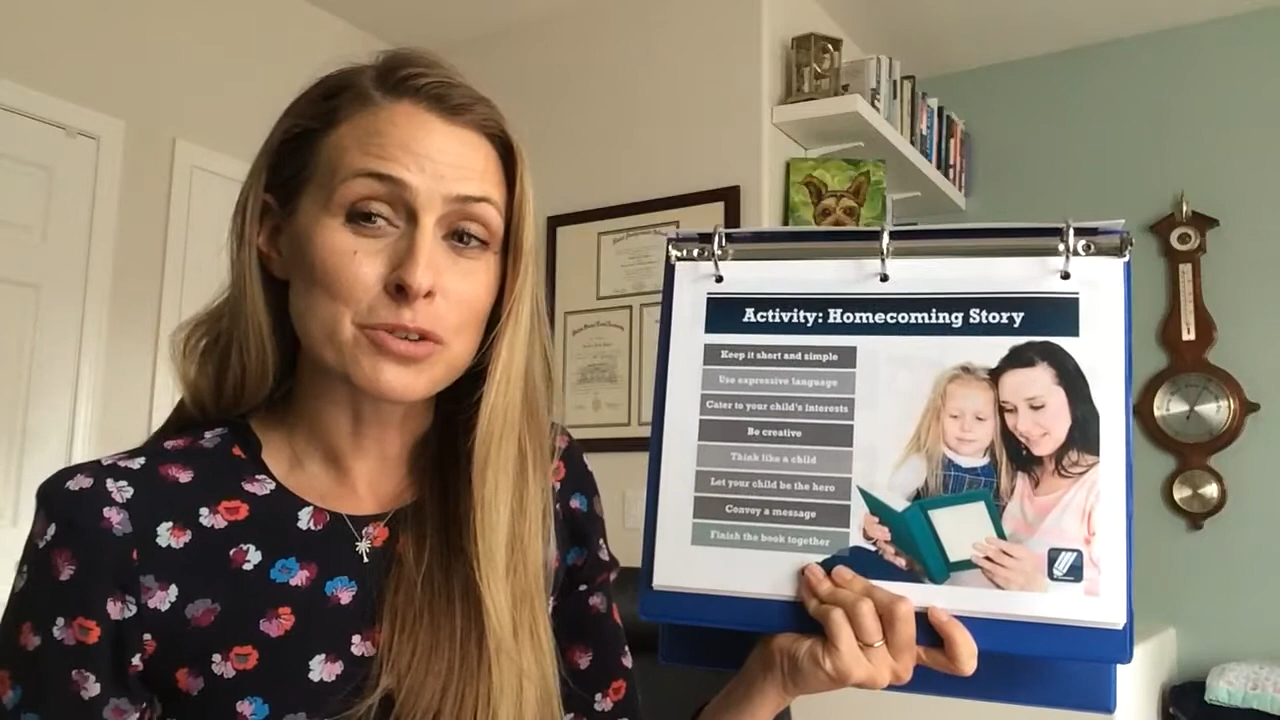 Activity: Homecoming Story
Keep it short and simple
Use expressive language
Cater to your child's interests
Be creative
Think like a child
Let your child be the hero
Convey a message
Finish the book together